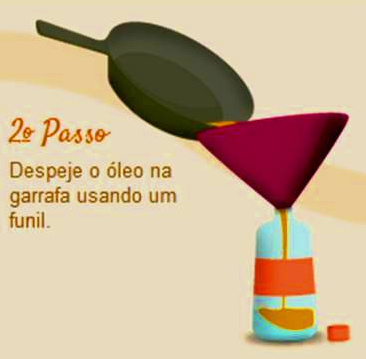 2º Passo
Despeje o óleo na
garrafa usando um
funil.